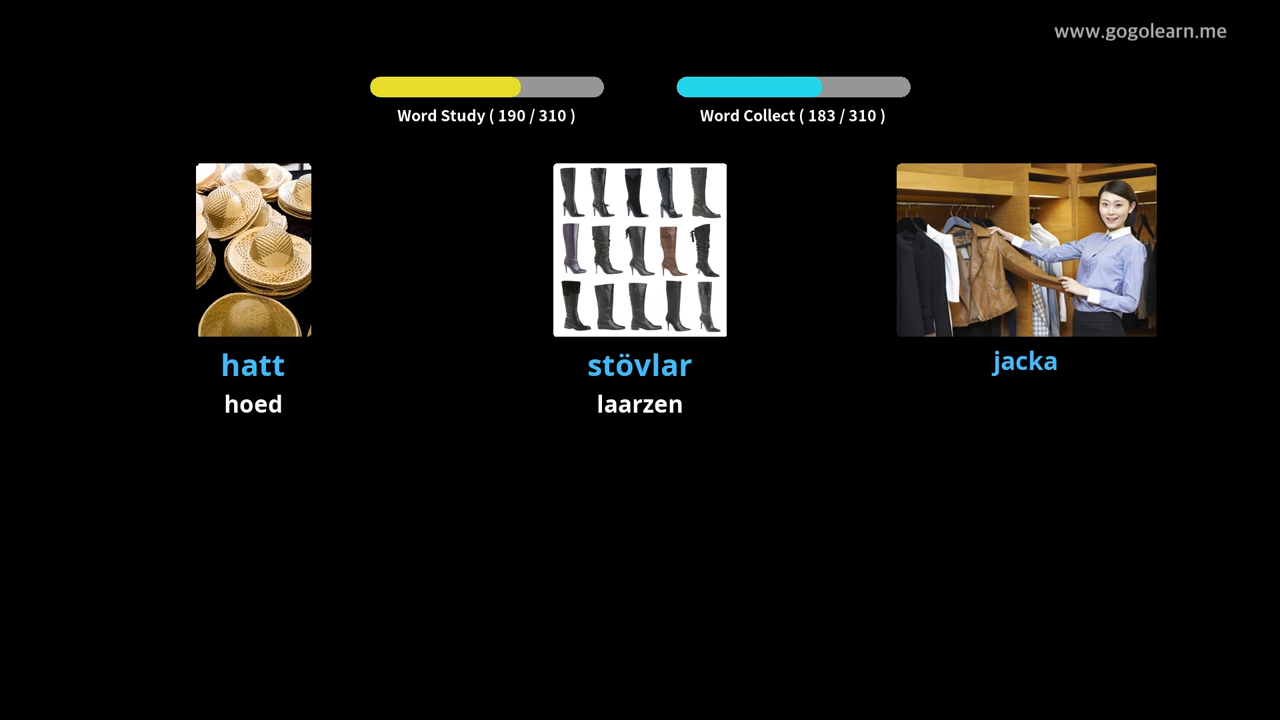 www.gogolearn.me
Word Study ( 190 / 310 )
Word Collect ( 183 / 310 )
hatt
hoed
stövlar
laarzen
jacka